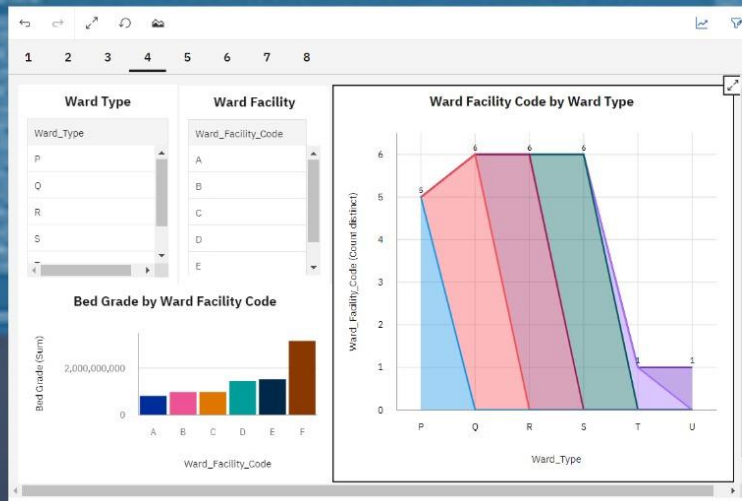 1 2 3 4 5 6 7 8
Ward Type
Ward_Type
P
Q
R
S
Ward Facility
Ward_Facility_Code
A
B
C
D
E
Ward Facility Code by Ward Type
Ward_Facility_Code (Count distinct)
6
5
4
3
2
1
0
5
6
6
6
1
1
P Q R S T U
Ward_Type
Bed Grade by Ward Facility Code
Bed Grade (Sum)
2,000,000,000
0
A B C D E F
Ward_Facility_Code